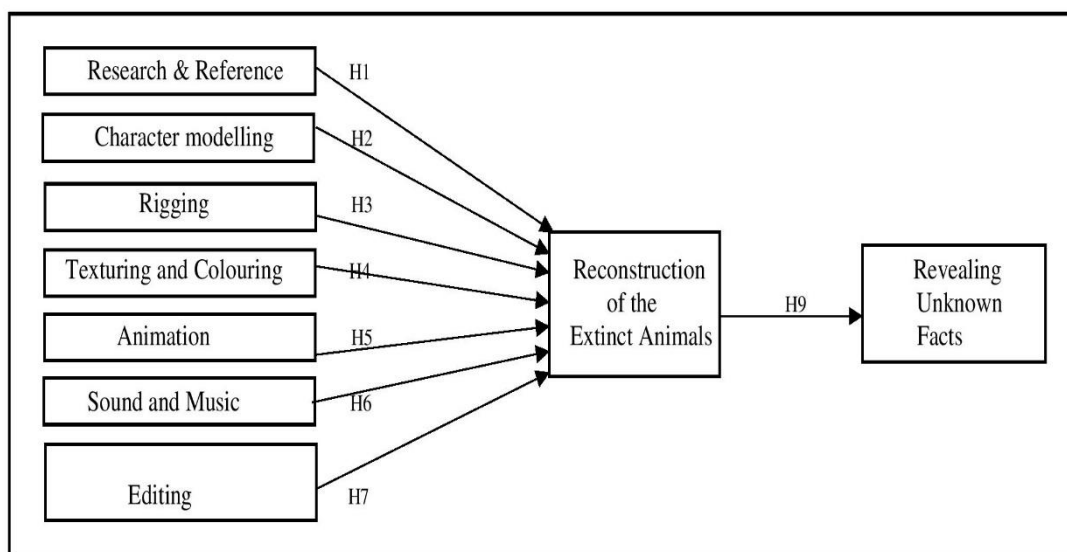 Research & Reference
H1
Character modelling
H2
Rigging
H3
Texturing and Colouring
H4
Animation
H5
Sound and Music
H6
Editing
H7
Reconstruction
of the
Extinct Animals
H9
Revealing
Unknown
Facts